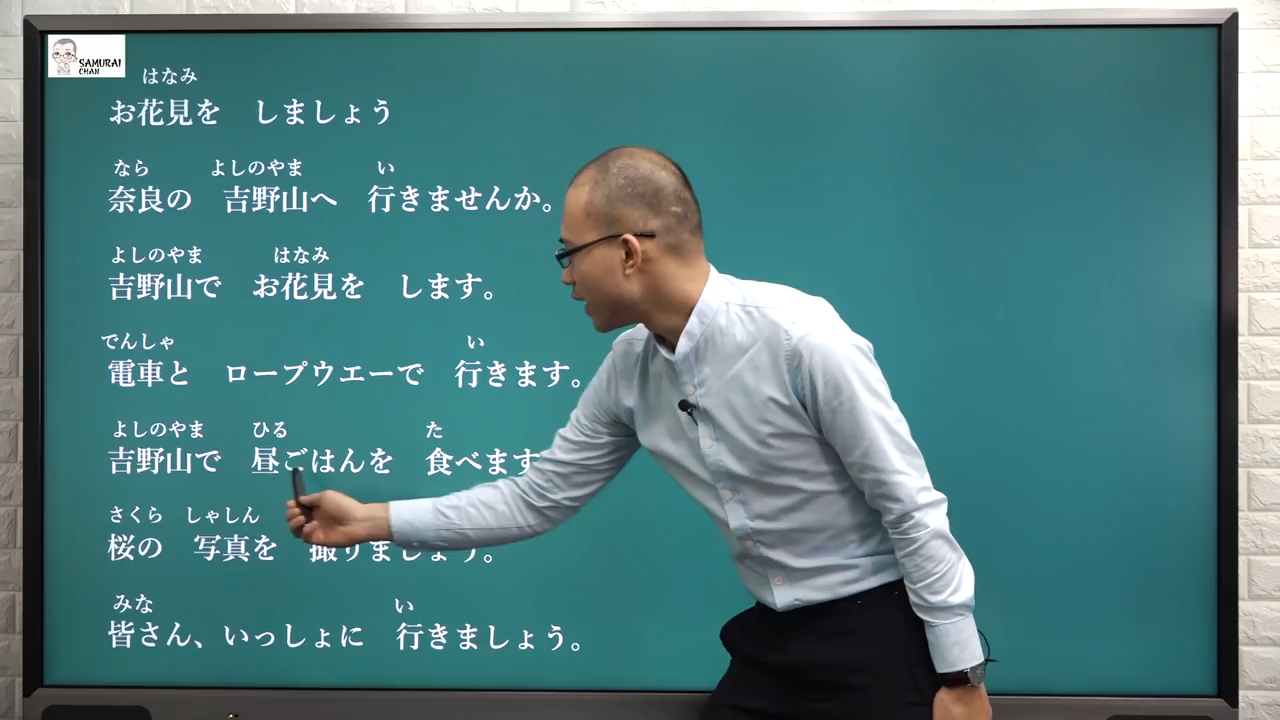 SAMURAI
CHAN
はなみ
お花見を しましょう
なら よしのやま い
奈良の 吉野山へ 行きませんか。
よしのやま はなみ
吉野山で お花見を します。
でんしゃ い
電車と ロープウエーで 行きます。
よしのやま ひる た
吉野山で 昼ごはんを 食べます
さくら しゃしん
桜の 写真を 撮りましょう。
みな い
皆さん、いっしょに 行きましょう。